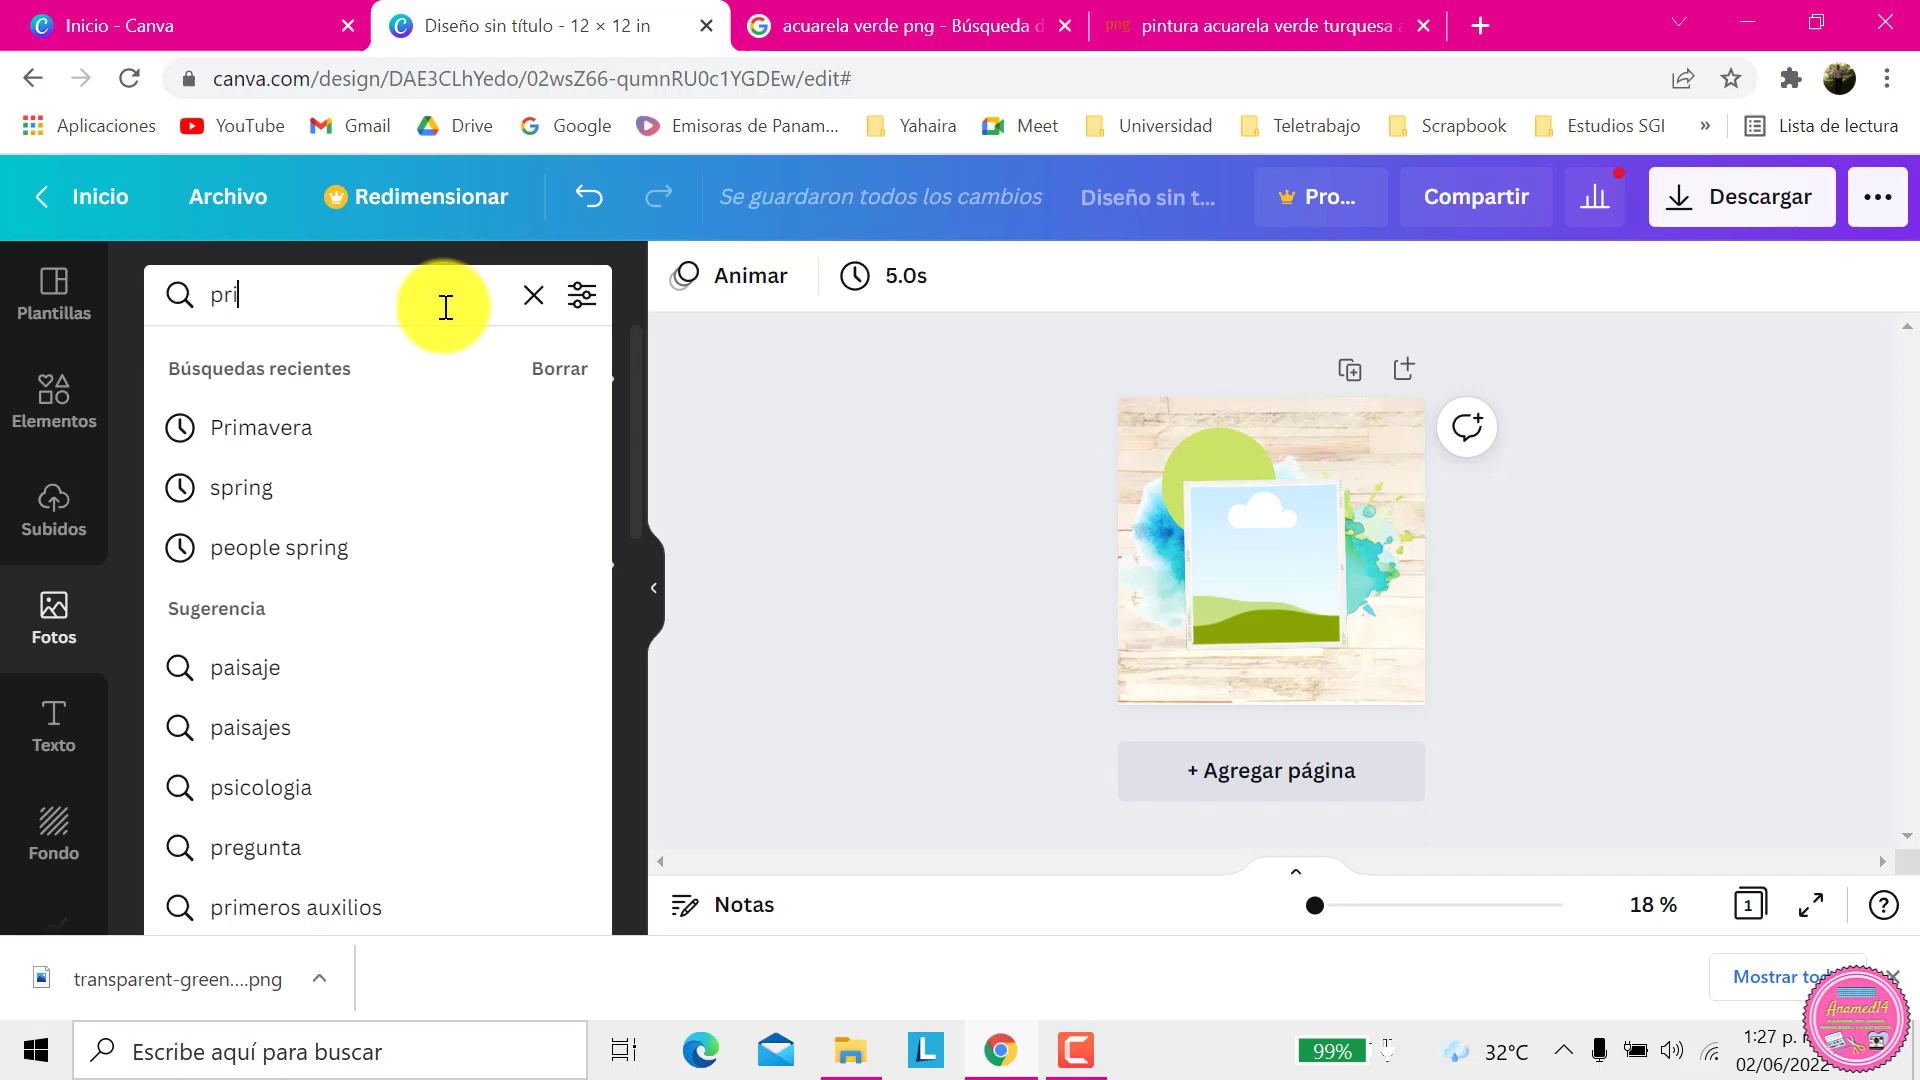 Inicio - Canva
Diseño sin título - 12 × 12 in
acuarela verde png - Búsqueda d
png pintura acuarela verde turquesa a
canva.com/design/DAE3CLhYedo/02wsZ66-qumnRU0c1YGDEw/edit#
Aplicaciones
YouTube
Gmail
Drive
Google
Emisoras de Panam...
Yahaira
Meet
Universidad
Teletrabajo
Scrapbook
Estudios SGI
»
Lista de lectura
Inicio
Archivo
Redimensionar
Se guardaron todos los cambios
Diseño sin t...
Pro...
Compartir
Descargar
Plantillas
Elementos
Subidos
Fotos
Texto
Fondo
pri
Búsquedas recientes
Borrar
Primavera
spring
people spring
Sugerencia
paisaje
paisajes
psicologia
pregunta
primeros auxilios
Animar
5.0s
+ Agregar página
Notas
18 %
1
transparent-green....png
Mostrar to
Escribe aquí para buscar
99%
32°C
1:27 p.
02/06/2022
Anamed14